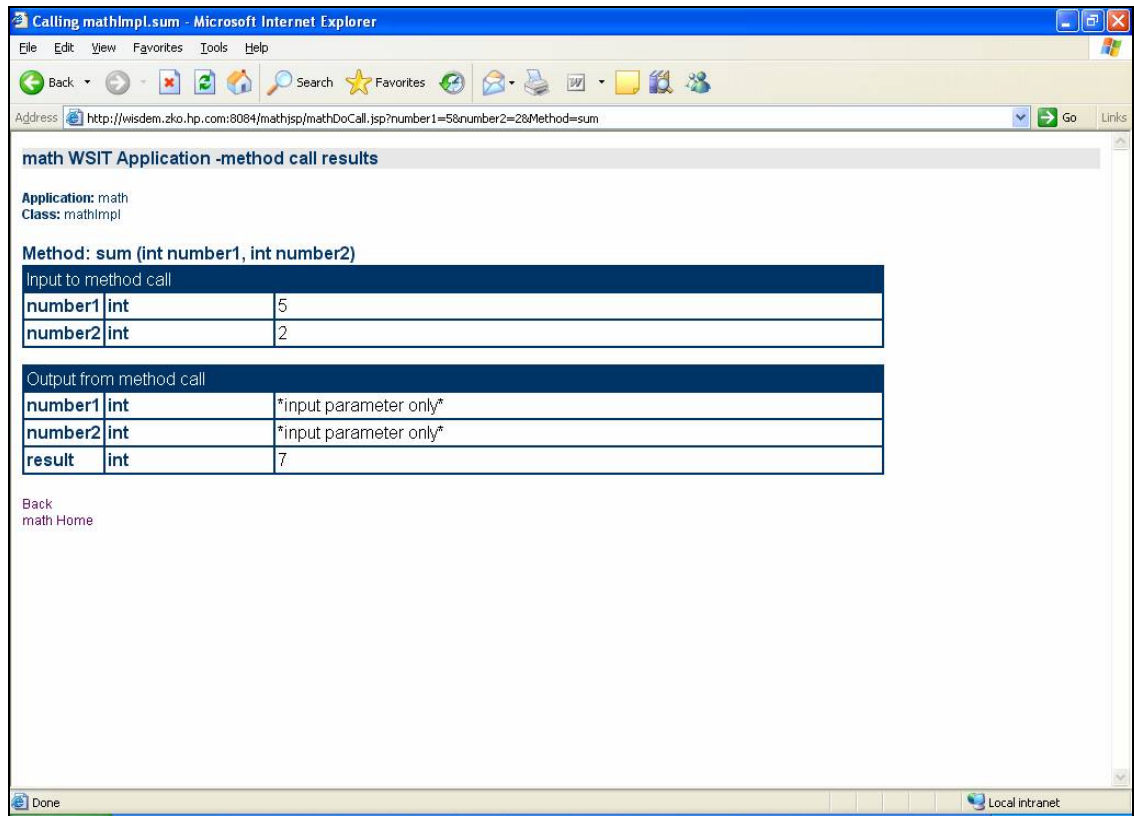 Calling mathImpl.sum - Microsoft Internet Explorer
File Edit View Favorites Tools Help
Back Search Favorites
Address http://wisdem.zko.hp.com:8084/mathjsp/mathDoCall.jsp?number1=5&number2=2&Method=sum Go Links
math WSIT Application -method call results
Application: math
Class: mathImpl
Method: sum (int number1, int number2)
Input to method call
number1 int 5
number2 int 2
Output from method call
number1 int *input parameter only*
number2 int *input parameter only*
result int 7
Back
math Home
Done Local intranet